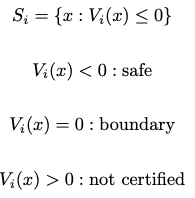 S_i = {x : V_i(x) ≤ 0}
V_i(x) < 0 : safe
V_i(x) = 0 : boundary
V_i(x) > 0 : not certified